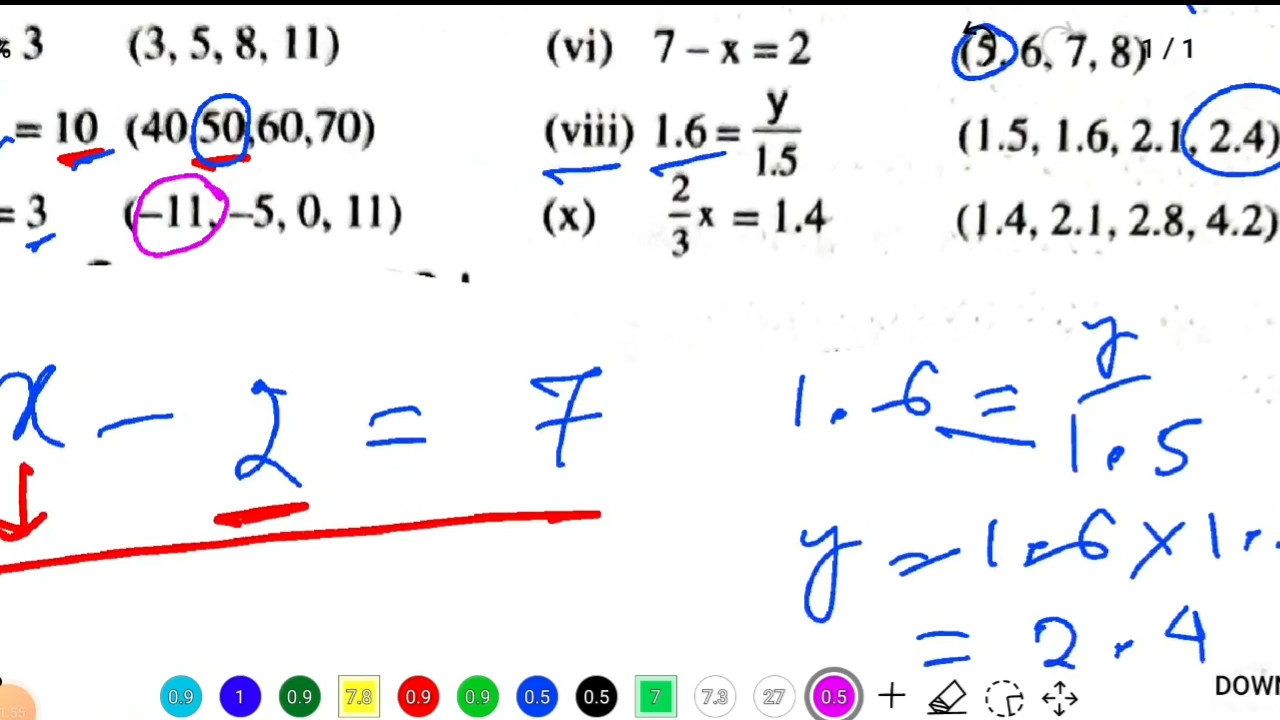 % 3 (3, 5, 8, 11) (vi) 7 – x = 2 (5, 6, 7, 8) 1 / 1
= 10 (40, 50, 60, 70) (viii) 1.6 = y/1.5 (1.5, 1.6, 2.1, 2.4)
= 3 (–11, –5, 0, 11) (x) 2/3 x = 1.4 (1.4, 2.1, 2.8, 4.2)
x – 2 = 7
1.6 = y/1.5
y = 1.6 × 1.
= 2.4
1:55 0.9 1 0.9 7.8 0.9 0.9 0.5 0.5 7 7.3 27 0.5 + DOWN